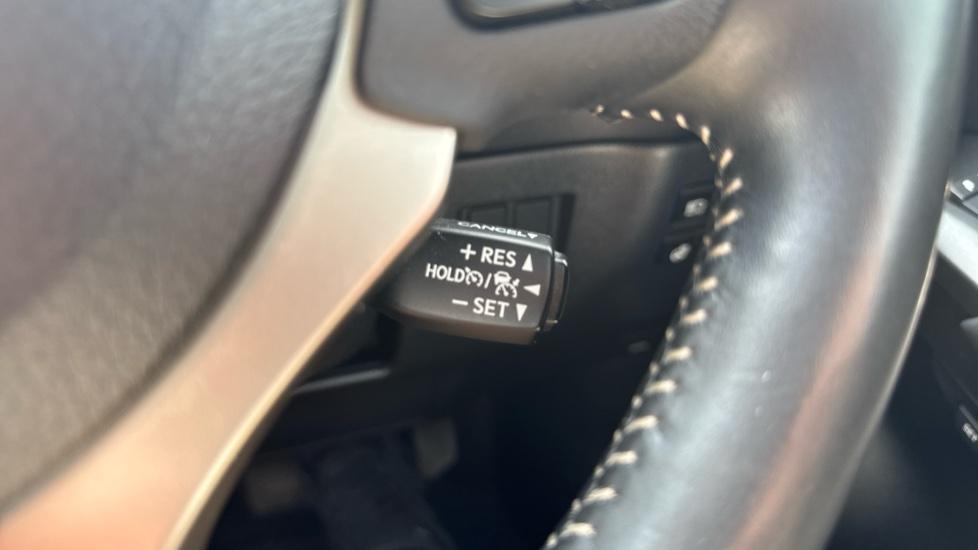 CANCEL▼
+ RES ▲
HOLD / ◄
− SET ▼